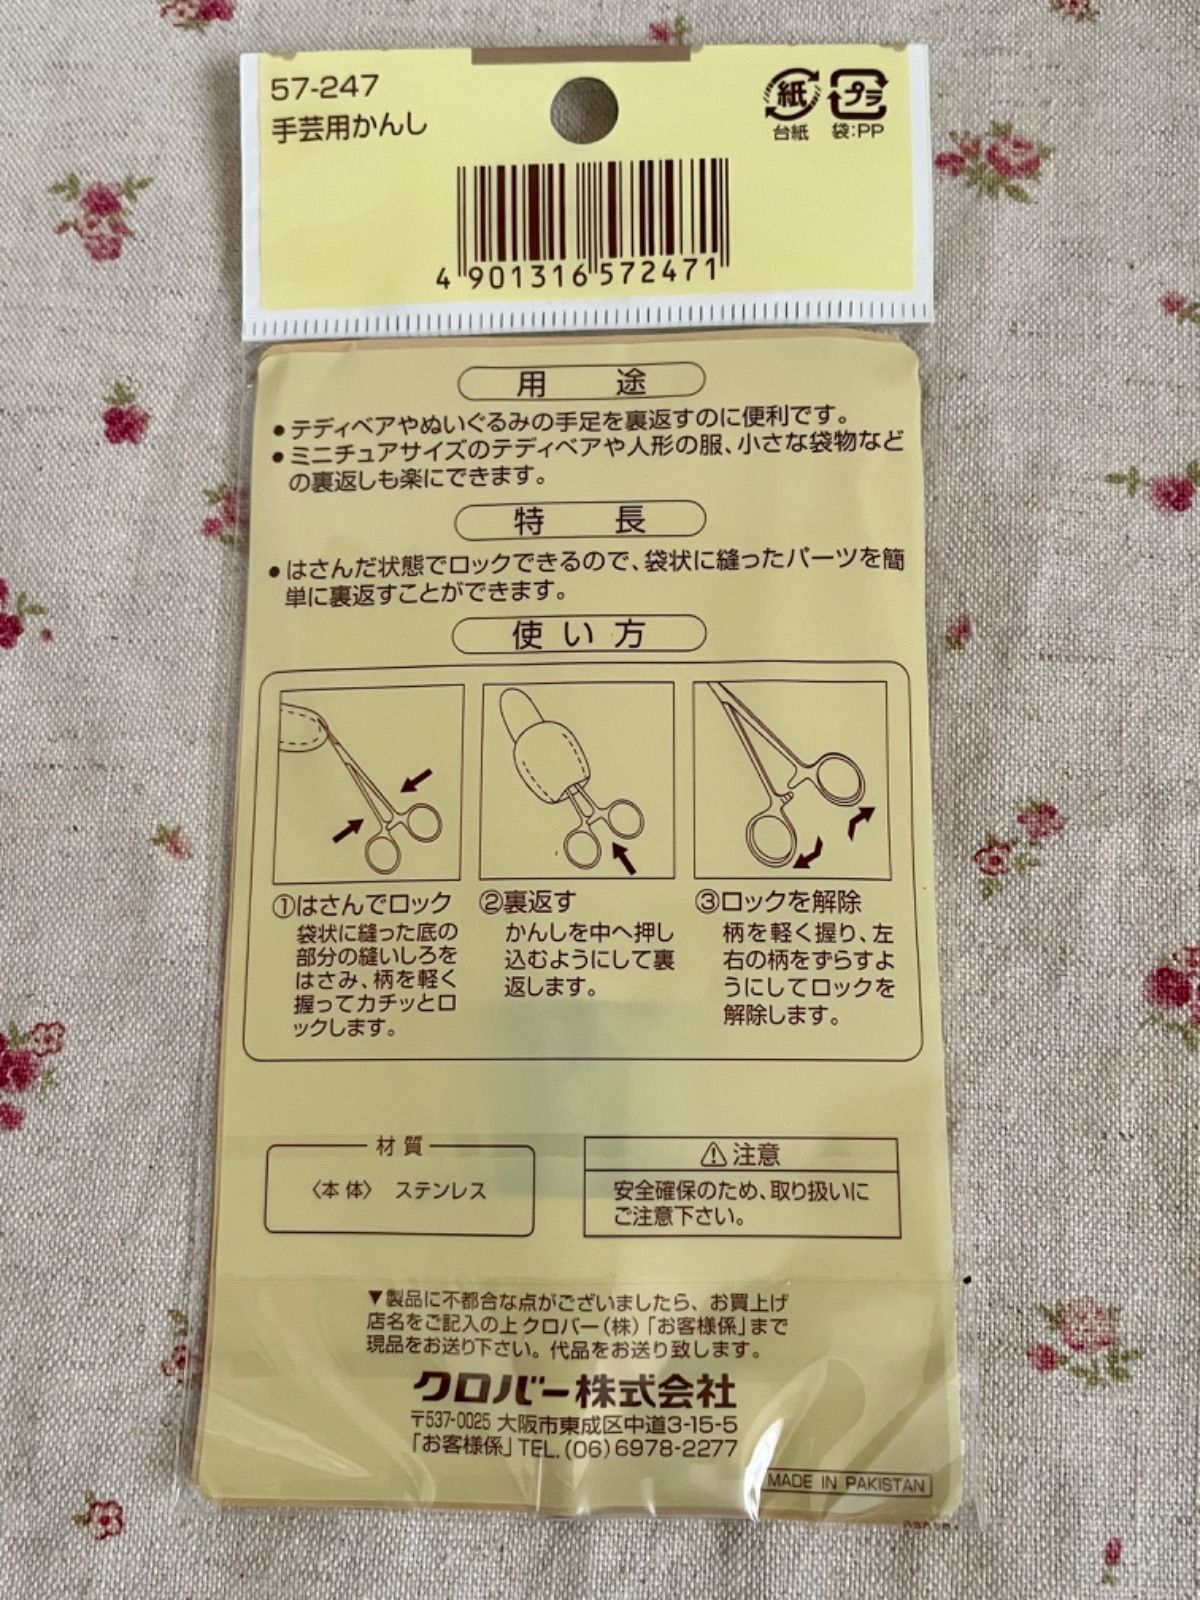 57-247
手芸用かんし
紙
台紙
プラ
袋:PP
4 901316 572471
用途
●テディベアやぬいぐるみの手足を裏返すのに便利です。
●ミニチュアサイズのテディベアや人形の服、小さな袋物など
の裏返しも楽にできます。
特長
●はさんだ状態でロックできるので、袋状に縫ったパーツを簡
単に裏返すことができます。
使い方
①はさんでロック
袋状に縫った底の
部分の縫いしろを
はさみ、柄を軽く
握ってカチッとロ
ックします。
②裏返す
かんしを中へ押し
込むようにして裏
返します。
③ロックを解除
柄を軽く握り、左
右の柄をずらすよ
うにしてロックを
解除します。
材質
〈本体〉 ステンレス
⚠注意
安全確保のため、取り扱いに
ご注意下さい。
▼製品に不都合な点がございましたら、お買上げ
店名をご記入の上クロバー(株)「お客様係」まで
現品をお送り下さい。代品をお送り致します。
クロバー株式会社
〒537-0025 大阪市東成区中道3-15-5
「お客様係」TEL.(06)6978-2277
MADE IN PAKISTAN